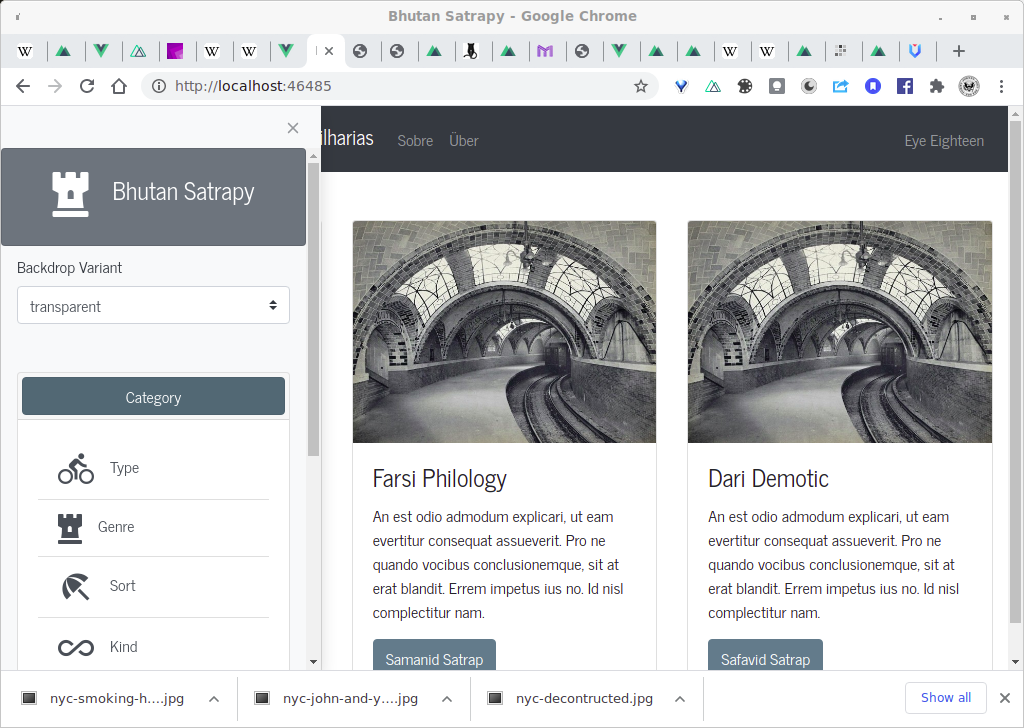 Bhutan Satrapy - Google Chrome
http://localhost:46485
ilharias
Sobre
Über
Eye Eighteen
Bhutan Satrapy
Backdrop Variant
transparent
Category
Type
Genre
Sort
Kind
Farsi Philology
An est odio admodum explicari, ut eam
evertitur consequat assueverit. Pro ne
quando vocibus conclusionemque, sit at
erat blandit. Errem impetus ius no. Id nisl
complectitur nam.
Samanid Satrap
Dari Demotic
An est odio admodum explicari, ut eam
evertitur consequat assueverit. Pro ne
quando vocibus conclusionemque, sit at
erat blandit. Errem impetus ius no. Id nisl
complectitur nam.
Safavid Satrap
nyc-smoking-h....jpg
nyc-john-and-y....jpg
nyc-decontructed.jpg
Show all